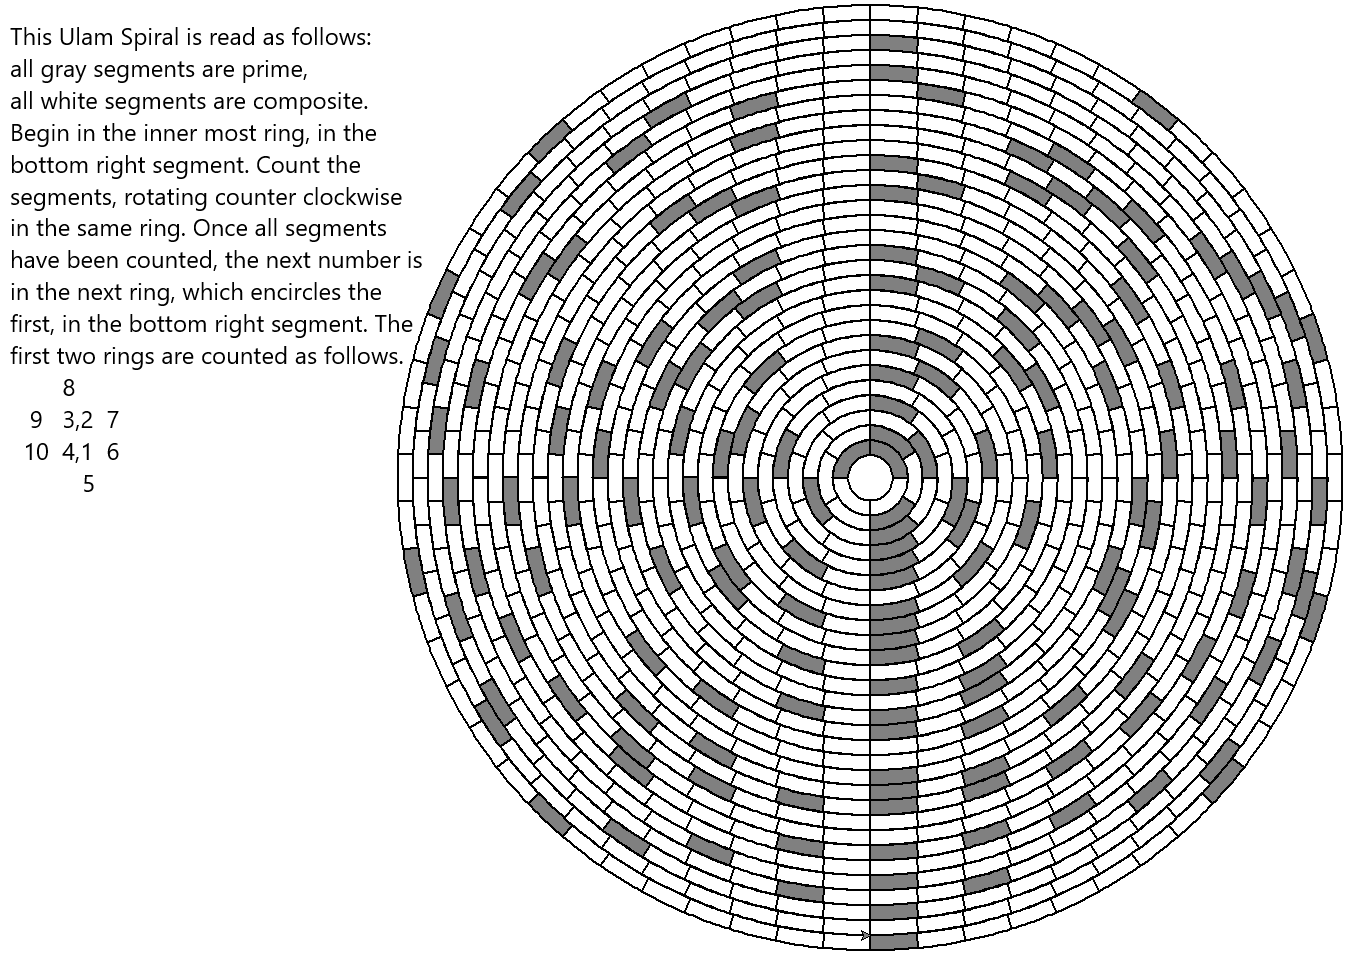 This Ulam Spiral is read as follows:
all gray segments are prime,
all white segments are composite.
Begin in the inner most ring, in the
bottom right segment. Count the
segments, rotating counter clockwise
in the same ring. Once all segments
have been counted, the next number is
in the next ring, which encircles the
first, in the bottom right segment. The
first two rings are counted as follows.
8
9 3,2 7
10 4,1 6
5